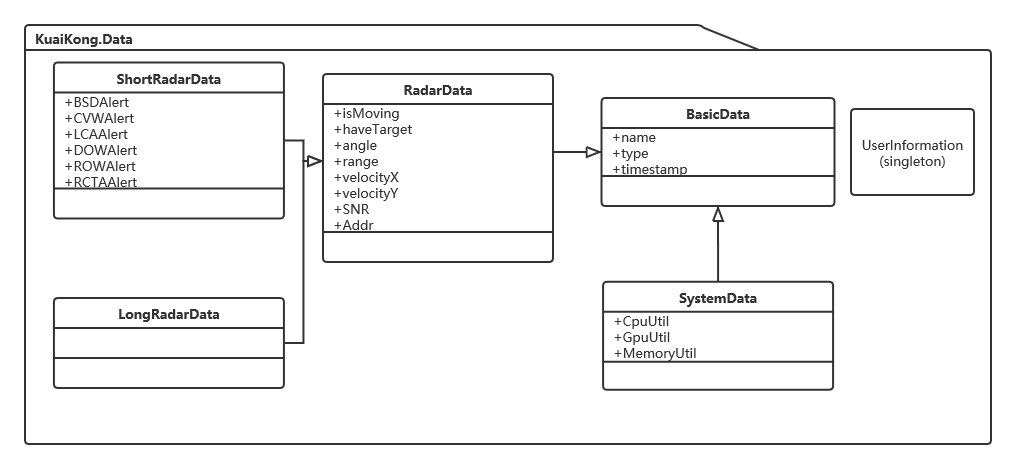 KuaiKong.Data
ShortRadarData
+BSDAlert
+CVWAlert
+LCAAlert
+DOWAlert
+ROWAlert
+RCTAAlert
RadarData
+isMoving
+haveTarget
+angle
+range
+velocityX
+velocityY
+SNR
+Addr
BasicData
+name
+type
+timestamp
UserInformation
(singleton)
LongRadarData
SystemData
+CpuUtil
+GpuUtil
+MemoryUtil